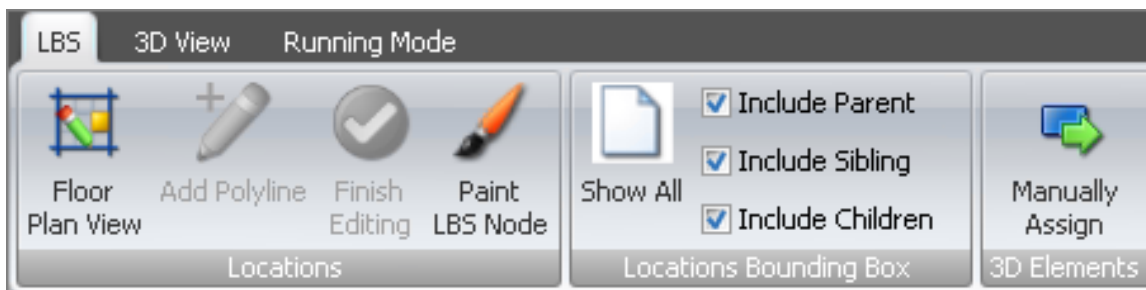 LBS 3D View Running Mode
Floor Plan View
Add Polyline
Finish Editing
Paint LBS Node
Show All
Include Parent
Include Sibling
Include Children
Manually Assign
Locations
Locations Bounding Box
3D Elements